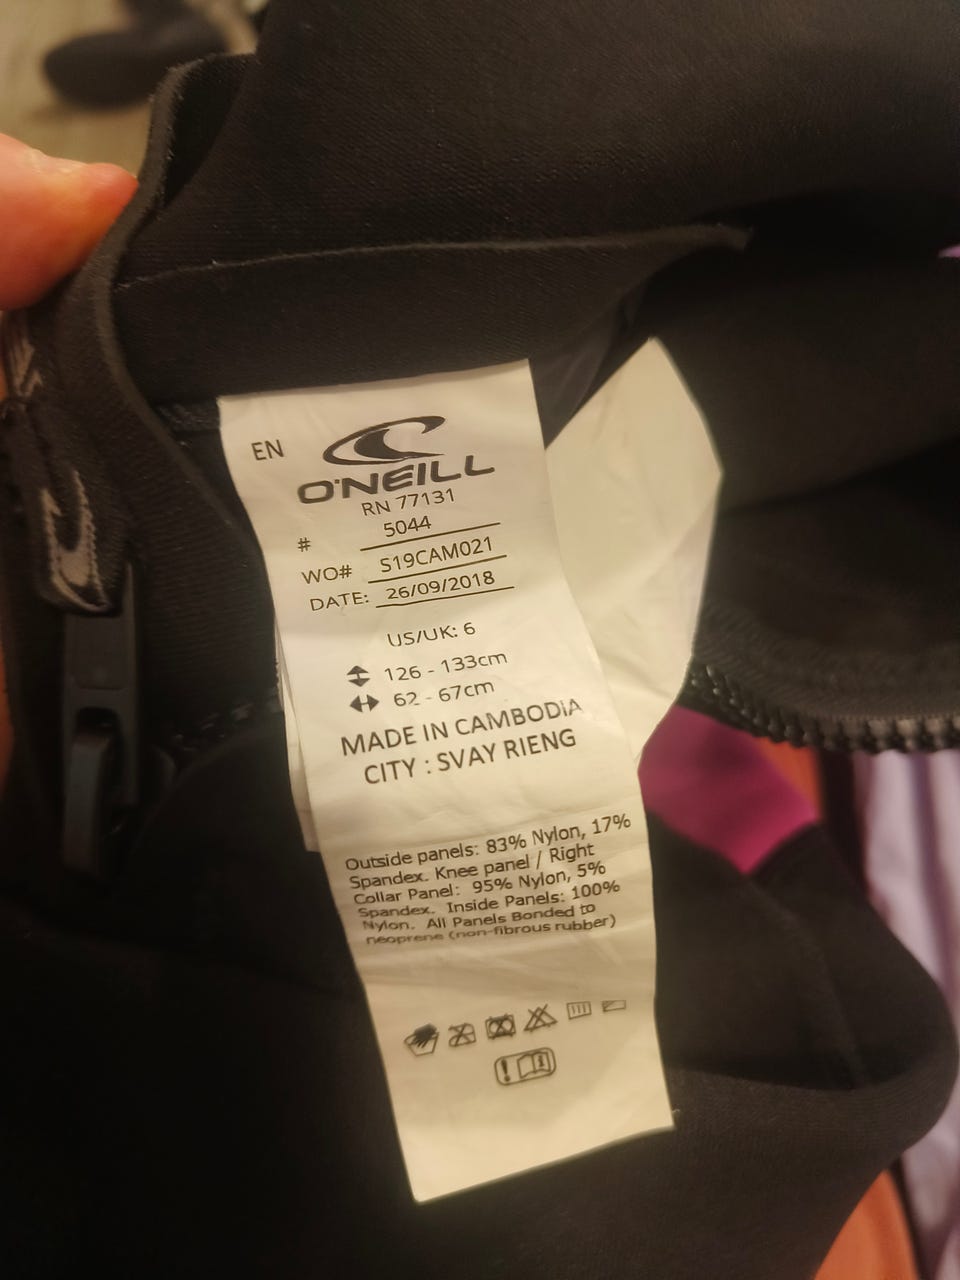 EN
O'NEILL
RN 77131
# 5044
WO# S19CAM021
DATE: 26/09/2018
US/UK: 6
126 - 133cm
62 - 67cm
MADE IN CAMBODIA
CITY : SVAY RIENG
Outside panels: 83% Nylon, 17%
Spandex. Knee panel / Right
Collar Panel: 95% Nylon, 5%
Spandex. Inside Panels: 100%
Nylon. All Panels Bonded to
neoprene (non-fibrous rubber)